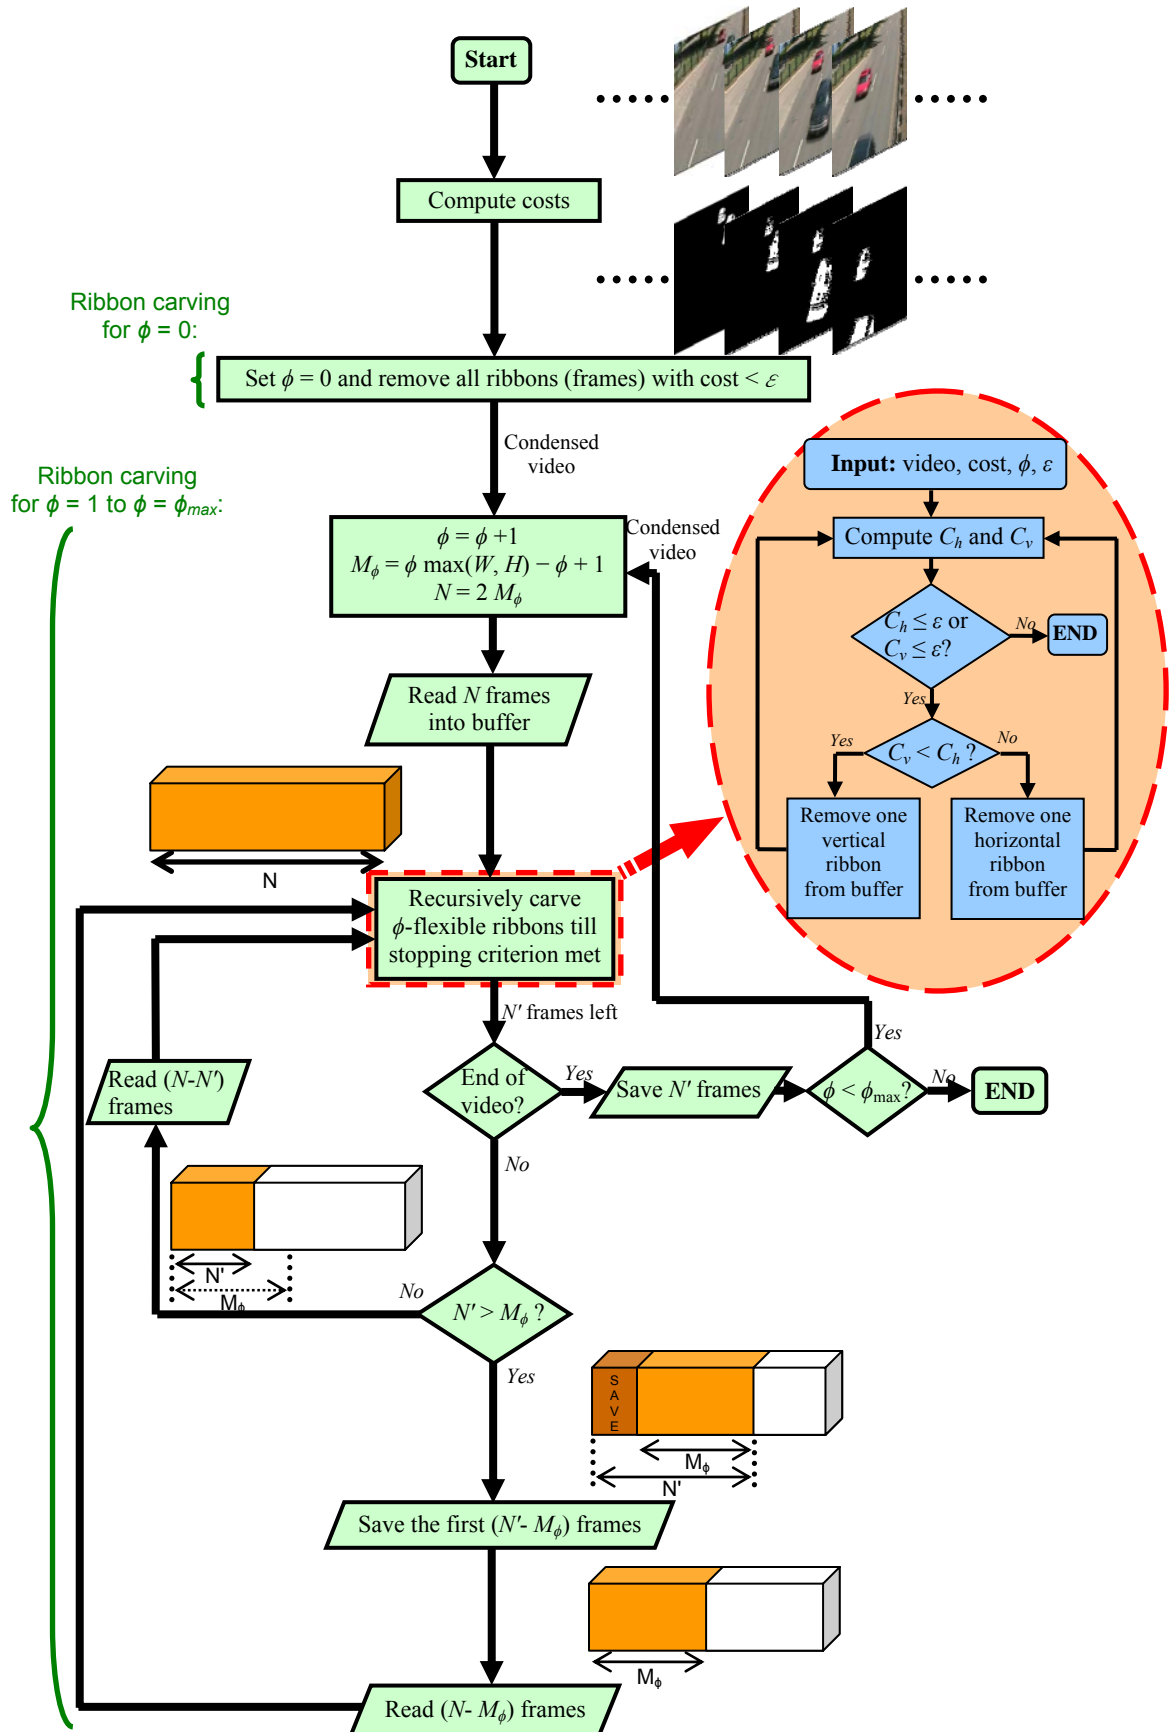 Start
Compute costs
Ribbon carving
for ϕ = 0:
Set ϕ = 0 and remove all ribbons (frames) with cost < ε
Condensed
video
Ribbon carving
for ϕ = 1 to ϕmax:
ϕ = ϕ +1
Mϕ = ϕ max(W, H) − ϕ + 1
N = 2 Mϕ
Condensed
video
Input: video, cost, ϕ, ε
Compute Ch and Cv
Ch ≤ ε or
Cv ≤ ε?
No
END
Yes
Cv < Ch ?
Yes
No
Remove one
vertical
ribbon
from buffer
Remove one
horizontal
ribbon
from buffer
Read N frames
into buffer
N
Recursively carve
ϕ-flexible ribbons till
stopping criterion met
N' frames left
End of
video?
Yes
Save N' frames
ϕ < ϕmax?
Yes
No
END
Read (N-N')
frames
No
N'
Mϕ
No
N' > Mϕ ?
Yes
SAVE
Mϕ
N'
Save the first (N'- Mϕ) frames
Mϕ
Read (N- Mϕ) frames